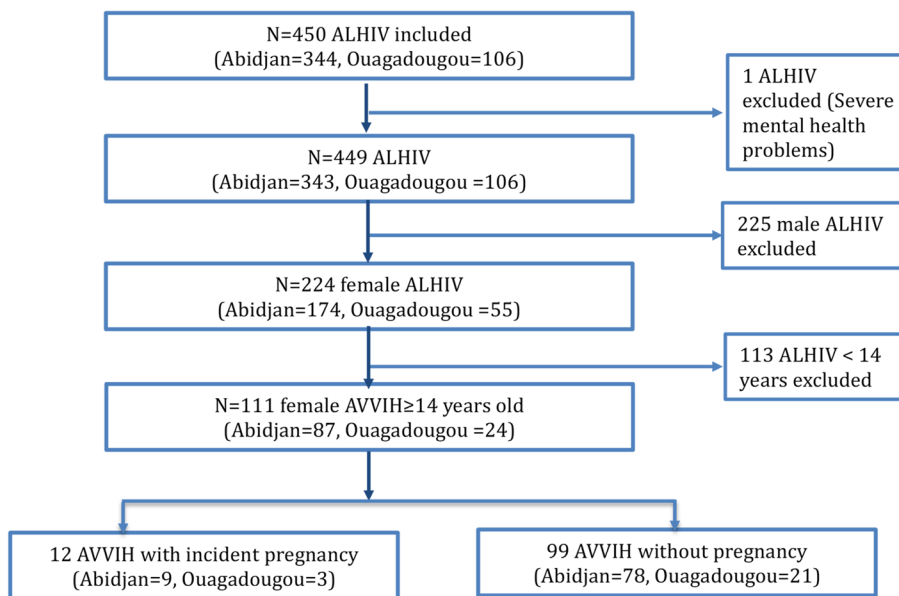 N=450 ALHIV included
(Abidjan=344, Ouagadougou=106)
1 ALHIV
excluded (Severe
mental health
problems)
N=449 ALHIV
(Abidjan=343, Ouagadougou =106)
225 male ALHIV
excluded
N=224 female ALHIV
(Abidjan=174, Ouagadougou =55)
113 ALHIV < 14
years excluded
N=111 female AVVIH≥14 years old
(Abidjan=87, Ouagadougou =24)
12 AVVIH with incident pregnancy
(Abidjan=9, Ouagadougou=3)
99 AVVIH without pregnancy
(Abidjan=78, Ouagadougou=21)